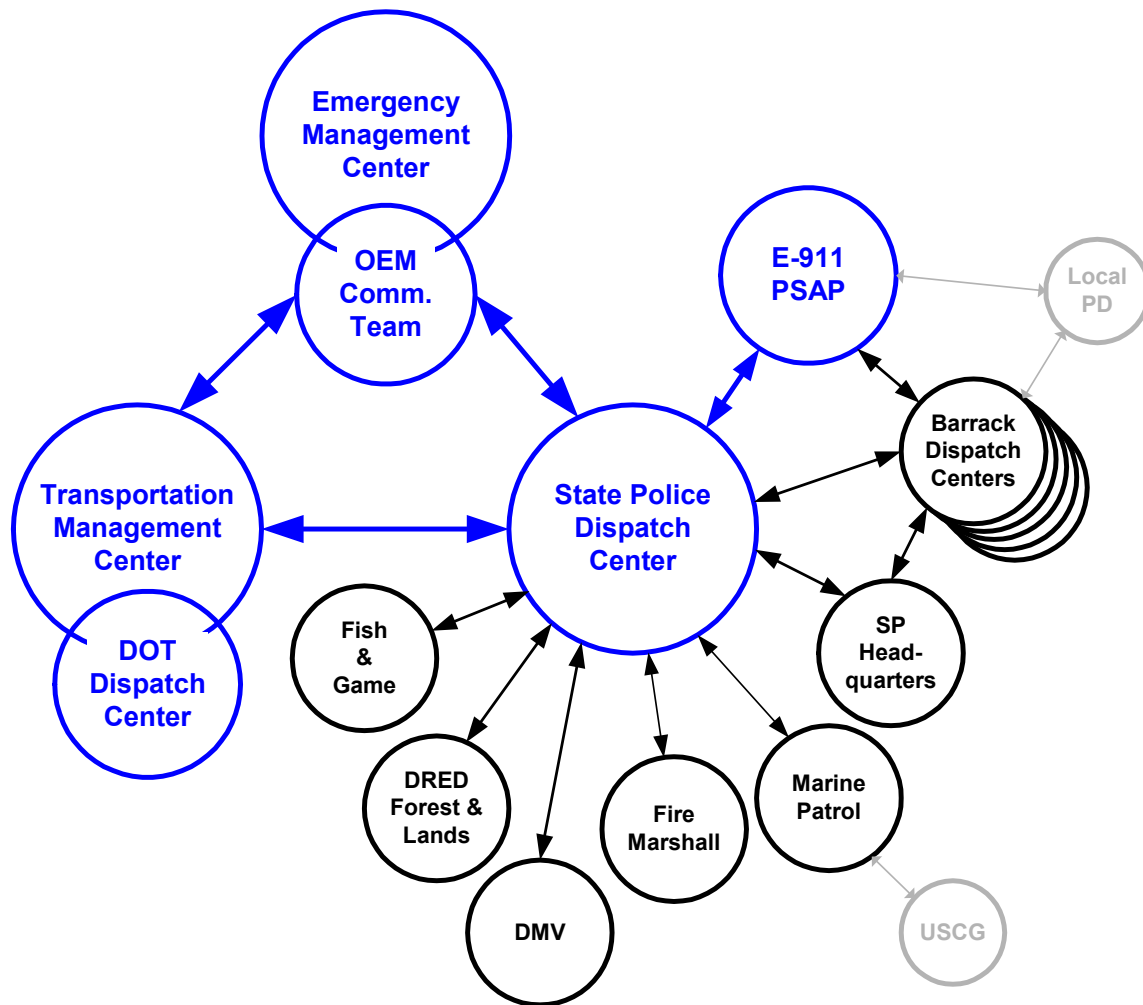 Emergency
Management
Center
OEM
Comm.
Team
E-911
PSAP
Local
PD
Barrack
Dispatch
Centers
Transportation
Management
Center
State Police
Dispatch
Center
DOT
Dispatch
Center
Fish
&
Game
SP
Head-
quarters
DRED
Forest &
Lands
Fire
Marshall
Marine
Patrol
DMV
USCG